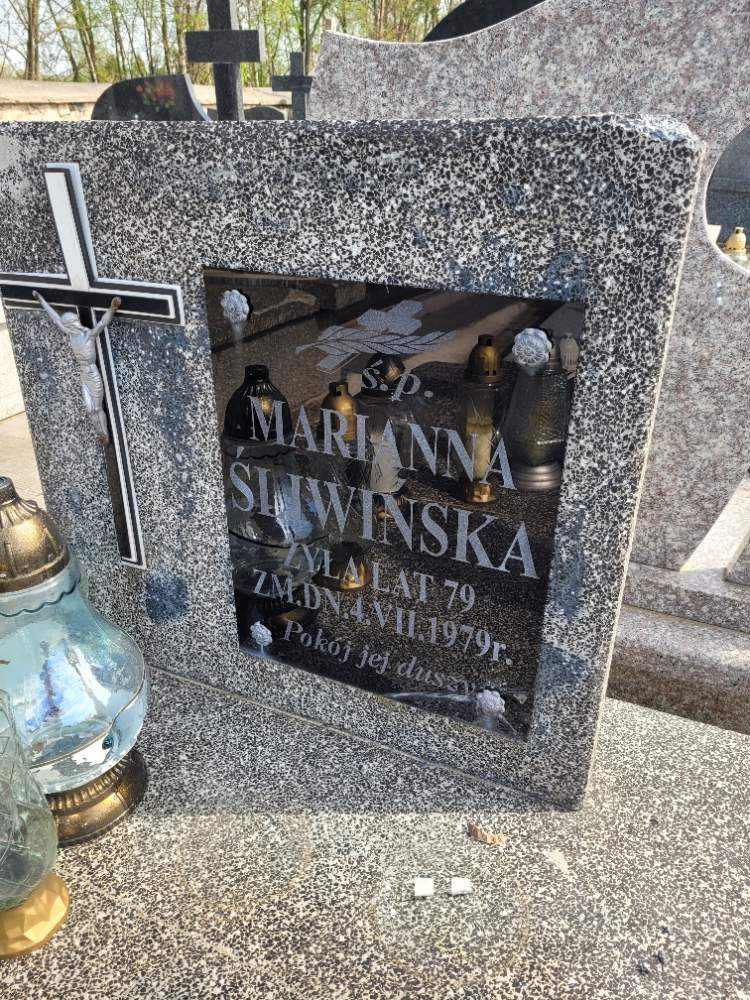 ś.p.
MARIANNA
ŚLIWIŃSKA
ŻYŁA LAT 79
ZM.DN.4.VII.1979r.
Pokój jej duszy